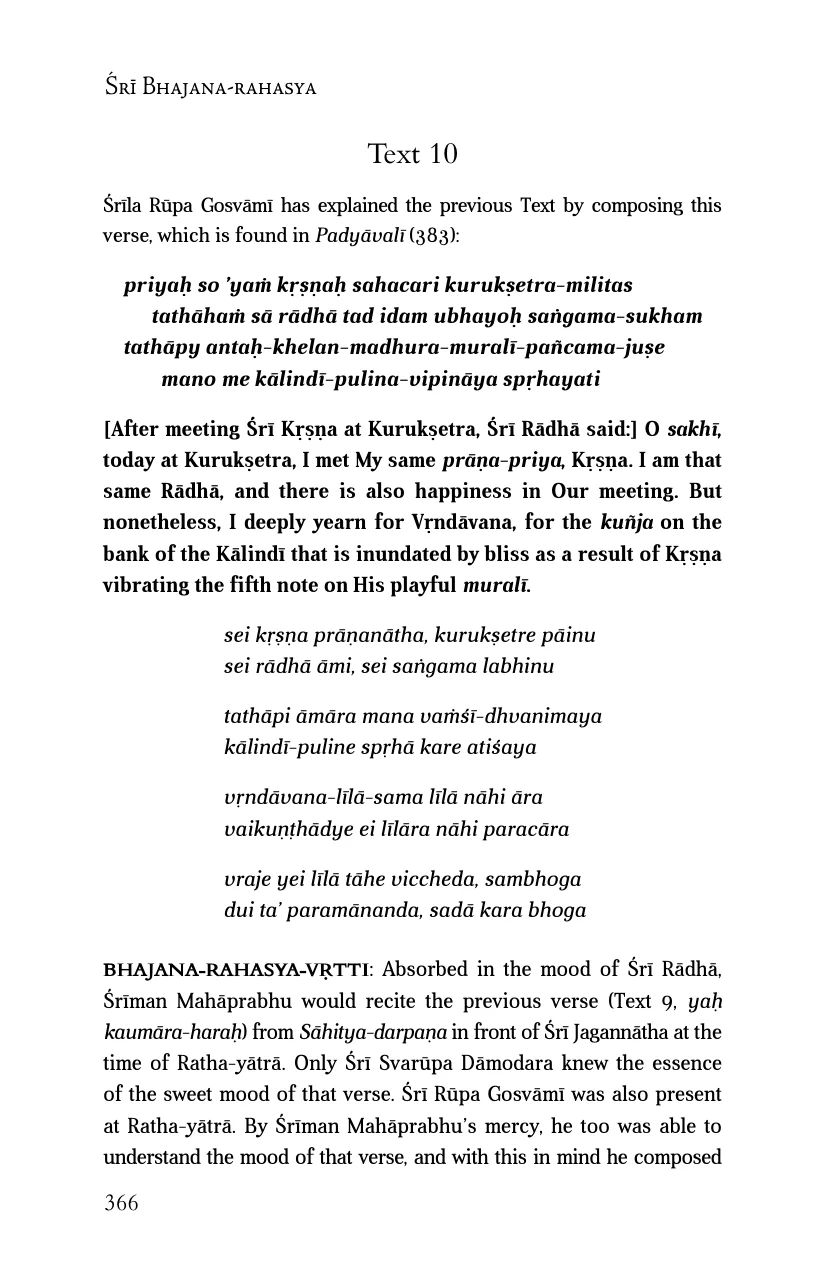 Śrī Bhajana-rahasya
Text 10
Śrīla Rūpa Gosvāmī has explained the previous Text by composing this
verse, which is found in Padyāvalī (383):
priyaḥ so ’yaṁ kṛṣṇaḥ sahacari kurukṣetra-militas
tathāhaṁ sā rādhā tad idam ubhayoḥ saṅgama-sukham
tathāpy antaḥ-khelan-madhura-muralī-pañcama-juṣe
mano me kālindī-pulina-vipināya spṛhayati
[After meeting Śrī Kṛṣṇa at Kurukṣetra, Śrī Rādhā said:] O sakhī,
today at Kurukṣetra, I met My same prāṇa-priya, Kṛṣṇa. I am that
same Rādhā, and there is also happiness in Our meeting. But
nonetheless, I deeply yearn for Vṛndāvana, for the kuñja on the
bank of the Kālindī that is inundated by bliss as a result of Kṛṣṇa
vibrating the fifth note on His playful muralī.
sei kṛṣṇa prāṇanātha, kurukṣetre pāinu
sei rādhā āmi, sei saṅgama labhinu
tathāpi āmāra mana vaṁśī-dhvanimaya
kālindī-puline spṛhā kare atiśaya
vṛndāvana-līlā-sama līlā nāhi āra
vaikuṇṭhādye ei līlāra nāhi paracāra
vraje yei līlā tāhe viccheda, sambhoga
dui ta’ paramānanda, sadā kara bhoga
BHAJANA-RAHASYA-VṚTTI: Absorbed in the mood of Śrī Rādhā,
Śrīman Mahāprabhu would recite the previous verse (Text 9, yaḥ
kaumāra-haraḥ) from Sāhitya-darpaṇa in front of Śrī Jagannātha at the
time of Ratha-yātrā. Only Śrī Svarūpa Dāmodara knew the essence
of the sweet mood of that verse. Śrī Rūpa Gosvāmī was also present
at Ratha-yātrā. By Śrīman Mahāprabhu’s mercy, he too was able to
understand the mood of that verse, and with this in mind he composed
366